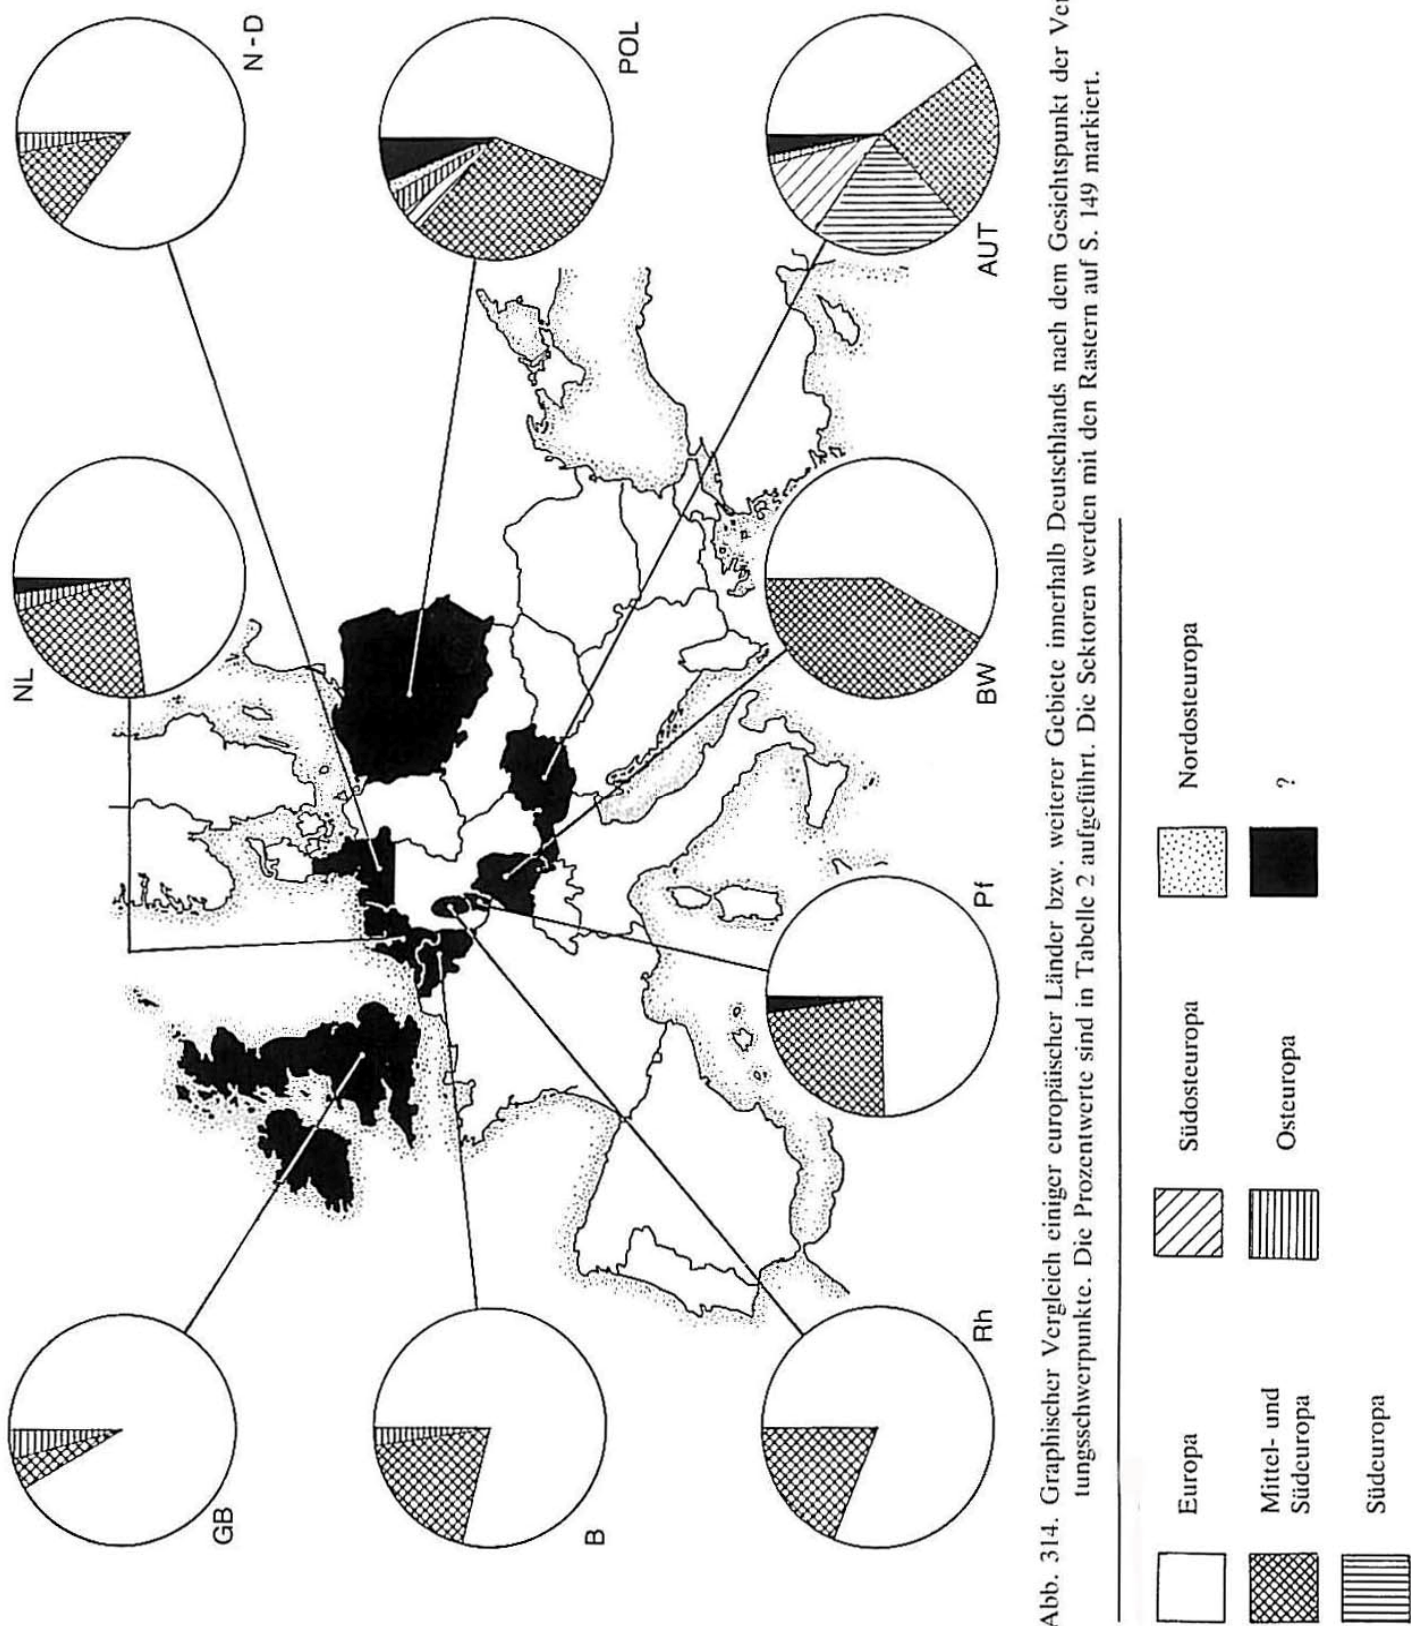 GB
NL
N-D
B
POL
Rh
Pf
BW
AUT
Abb. 314. Graphischer Vergleich einiger europäischer Länder bzw. weiterer Gebiete innerhalb Deutschlands nach dem Gesichtspunkt der Ver
tungsschwerpunkte. Die Prozentwerte sind in Tabelle 2 aufgeführt. Die Sektoren werden mit den Rastern auf S. 149 markiert.
Europa
Südosteuropa
Nordosteuropa
Mittel- und
Südeuropa
Osteuropa
?
Südeuropa